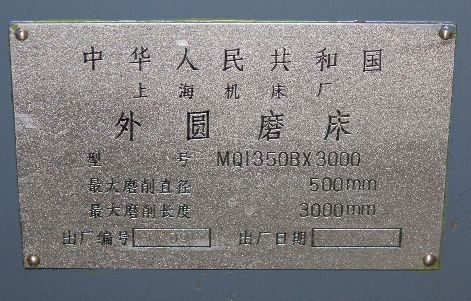 中华人民共和国
上海机床厂
外圆磨床
型号 MQ1350BX3000
最大磨削直径 500mm
最大磨削长度 3000mm
出厂编号 出厂日期